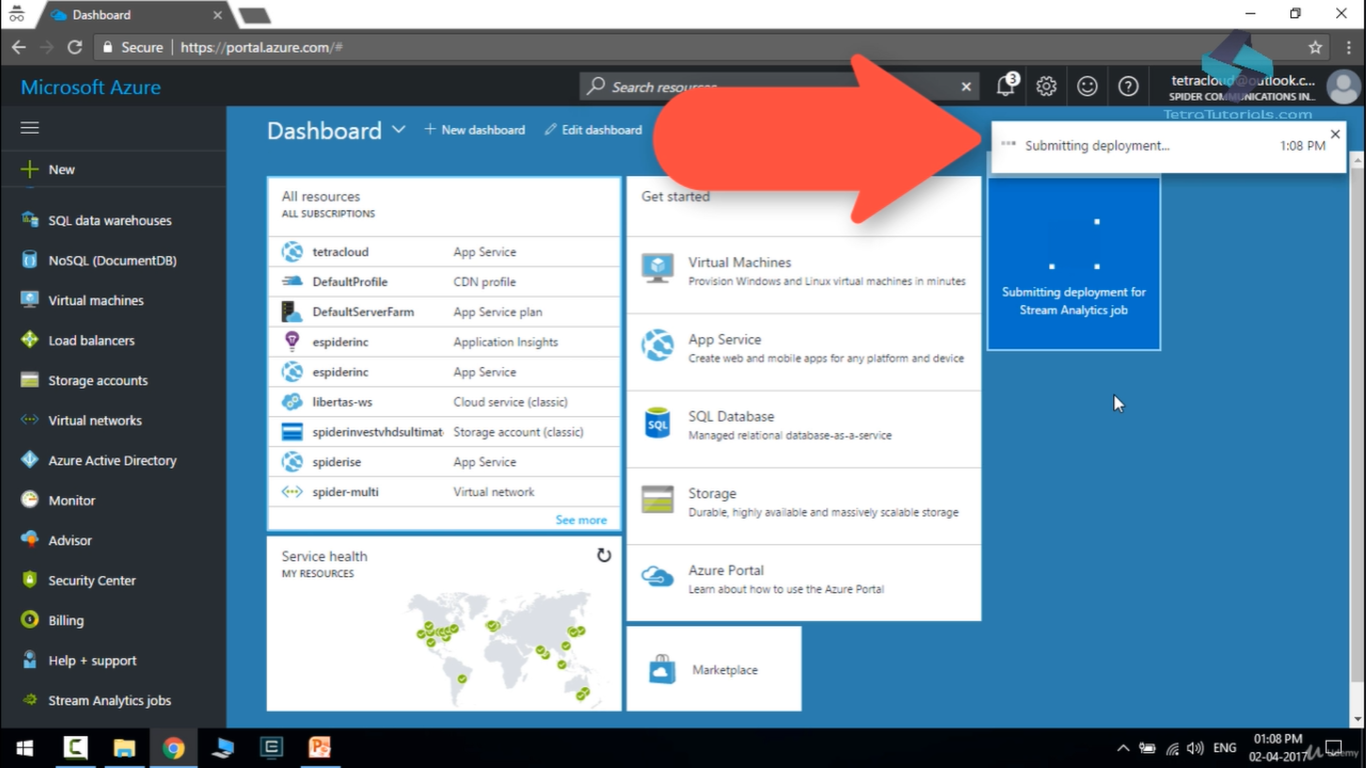 Dashboard
Secure
https://portal.azure.com/#
Microsoft Azure
Search resources
3
tetracloud@outlook.c...
SPIDER COMMUNICATIONS IN...
TetraTutorials.com
Dashboard
New dashboard
Edit dashboard
Submitting deployment...
1:08 PM
New
SQL data warehouses
NoSQL (DocumentDB)
Virtual machines
Load balancers
Storage accounts
Virtual networks
Azure Active Directory
Monitor
Advisor
Security Center
Billing
Help + support
Stream Analytics jobs
All resources
ALL SUBSCRIPTIONS
tetracloud App Service
DefaultProfile CDN profile
DefaultServerFarm App Service plan
espiderinc Application Insights
espiderinc App Service
libertas-ws Cloud service (classic)
spiderinvestvhdsultimat Storage account (classic)
spiderise App Service
spider-multi Virtual network
See more
Service health
MY RESOURCES
Get started
Virtual Machines
Provision Windows and Linux virtual machines in minutes
App Service
Create web and mobile apps for any platform and device
SQL
SQL Database
Managed relational database-as-a-service
Storage
Durable, highly available and massively scalable storage
Azure Portal
Learn about how to use the Azure Portal
Marketplace
Submitting deployment for
Stream Analytics job
ENG
01:08 PM
02-04-2017
Udemy